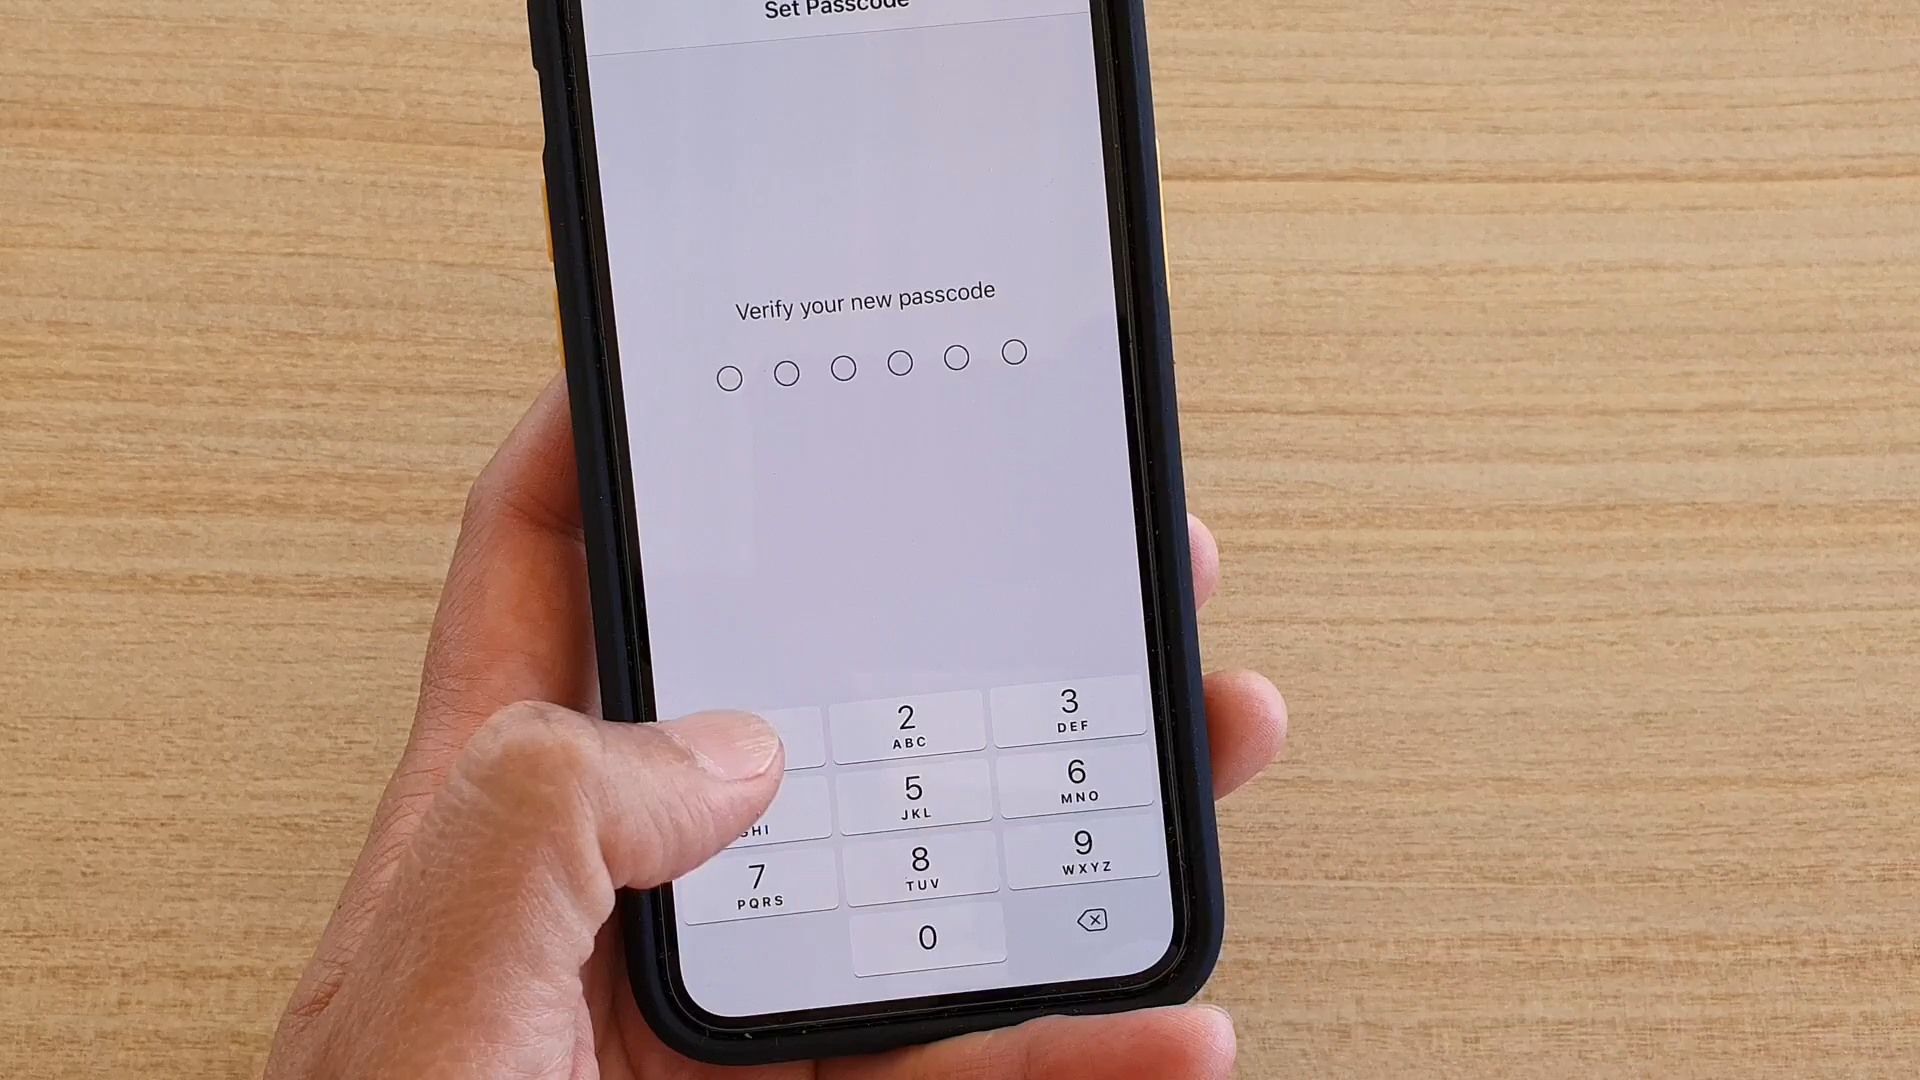 Set Passcode
Verify your new passcode
2
ABC
3
DEF
GHI
5
JKL
6
MNO
7
PQRS
8
TUV
9
WXYZ
0